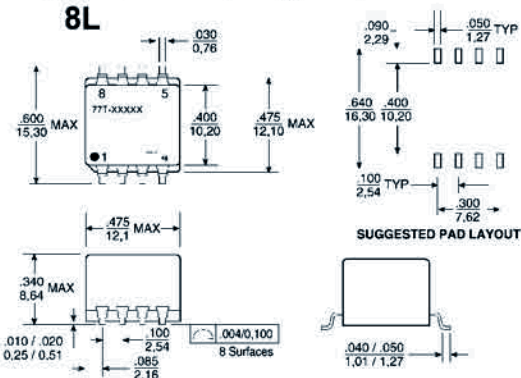 8L
.030
0,76
.090
2,29
.050 TYP
1,27
8 5
77T-XXXXX
1 4
.600 MAX
15,30
.400
10,20
.475 MAX
12,10
.640
16,30
.400
10,20
.100 TYP
2,54
.300
7,62
SUGGESTED PAD LAYOUT
.475 MAX
12,1
.340 MAX
8,64
.010 / .020
0,25 / 0.51
.100
2,54
.085
2,16
.004/0,100
8 Surfaces
.040 / .050
1,01 / 1,27